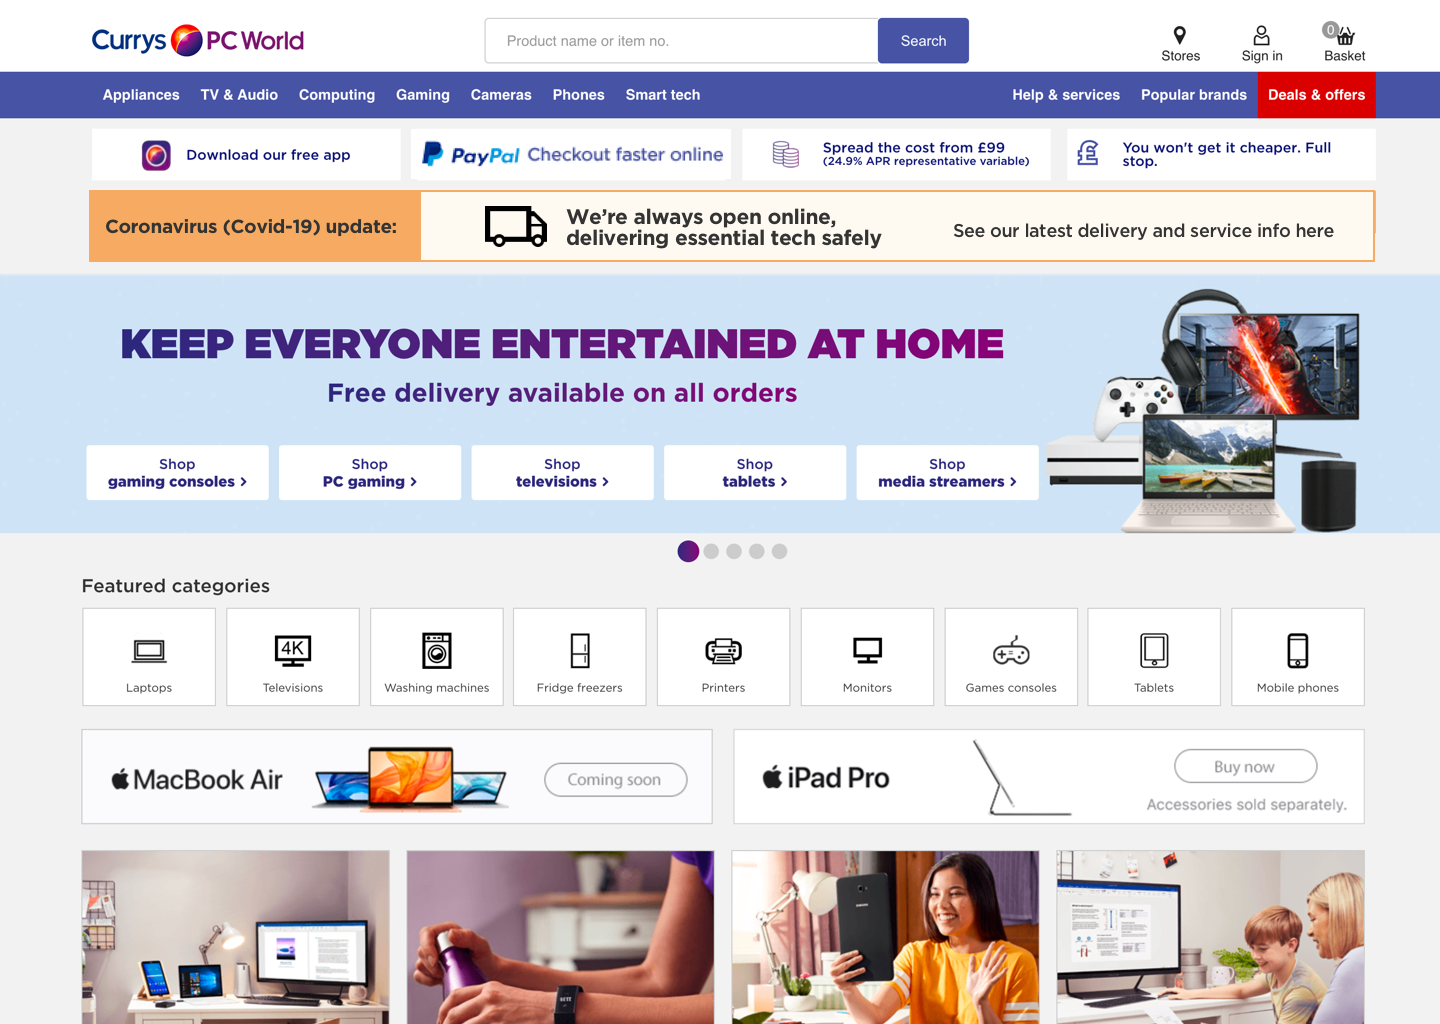 Currys PC World
Product name or item no.
Search
Stores
Sign in
0
Basket
Appliances
TV & Audio
Computing
Gaming
Cameras
Phones
Smart tech
Help & services
Popular brands
Deals & offers
Download our free app
PayPal Checkout faster online
Spread the cost from £99
(24.9% APR representative variable)
You won't get it cheaper. Full
stop.
Coronavirus (Covid-19) update:
We're always open online,
delivering essential tech safely
See our latest delivery and service info here
KEEP EVERYONE ENTERTAINED AT HOME
Free delivery available on all orders
Shop
gaming consoles >
Shop
PC gaming >
Shop
televisions >
Shop
tablets >
Shop
media streamers >
Featured categories
4K
Laptops
Televisions
Washing machines
Fridge freezers
Printers
Monitors
Games consoles
Tablets
Mobile phones
MacBook Air
Coming soon
iPad Pro
Buy now
Accessories sold separately.
SAMSUNG